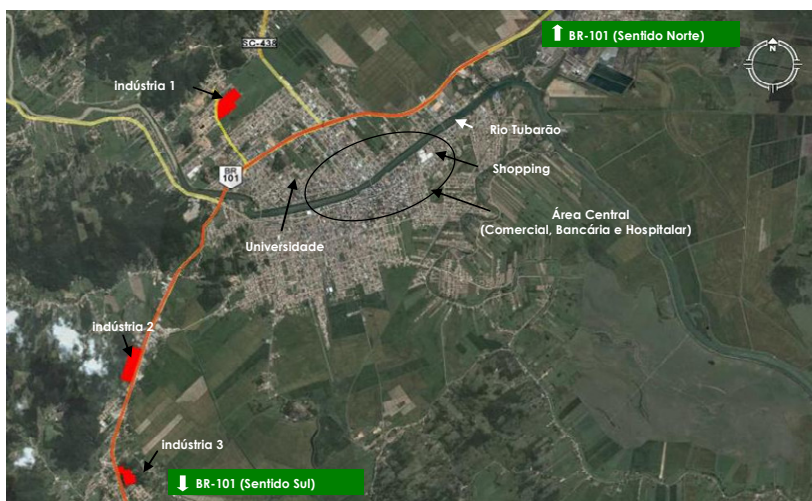 BR-101 (Sentido Norte)
SC-438
N
indústria 1
Rio Tubarão
BR
101
Shopping
Área Central
(Comercial, Bancária e Hospitalar)
Universidade
indústria 2
indústria 3
BR-101 (Sentido Sul)